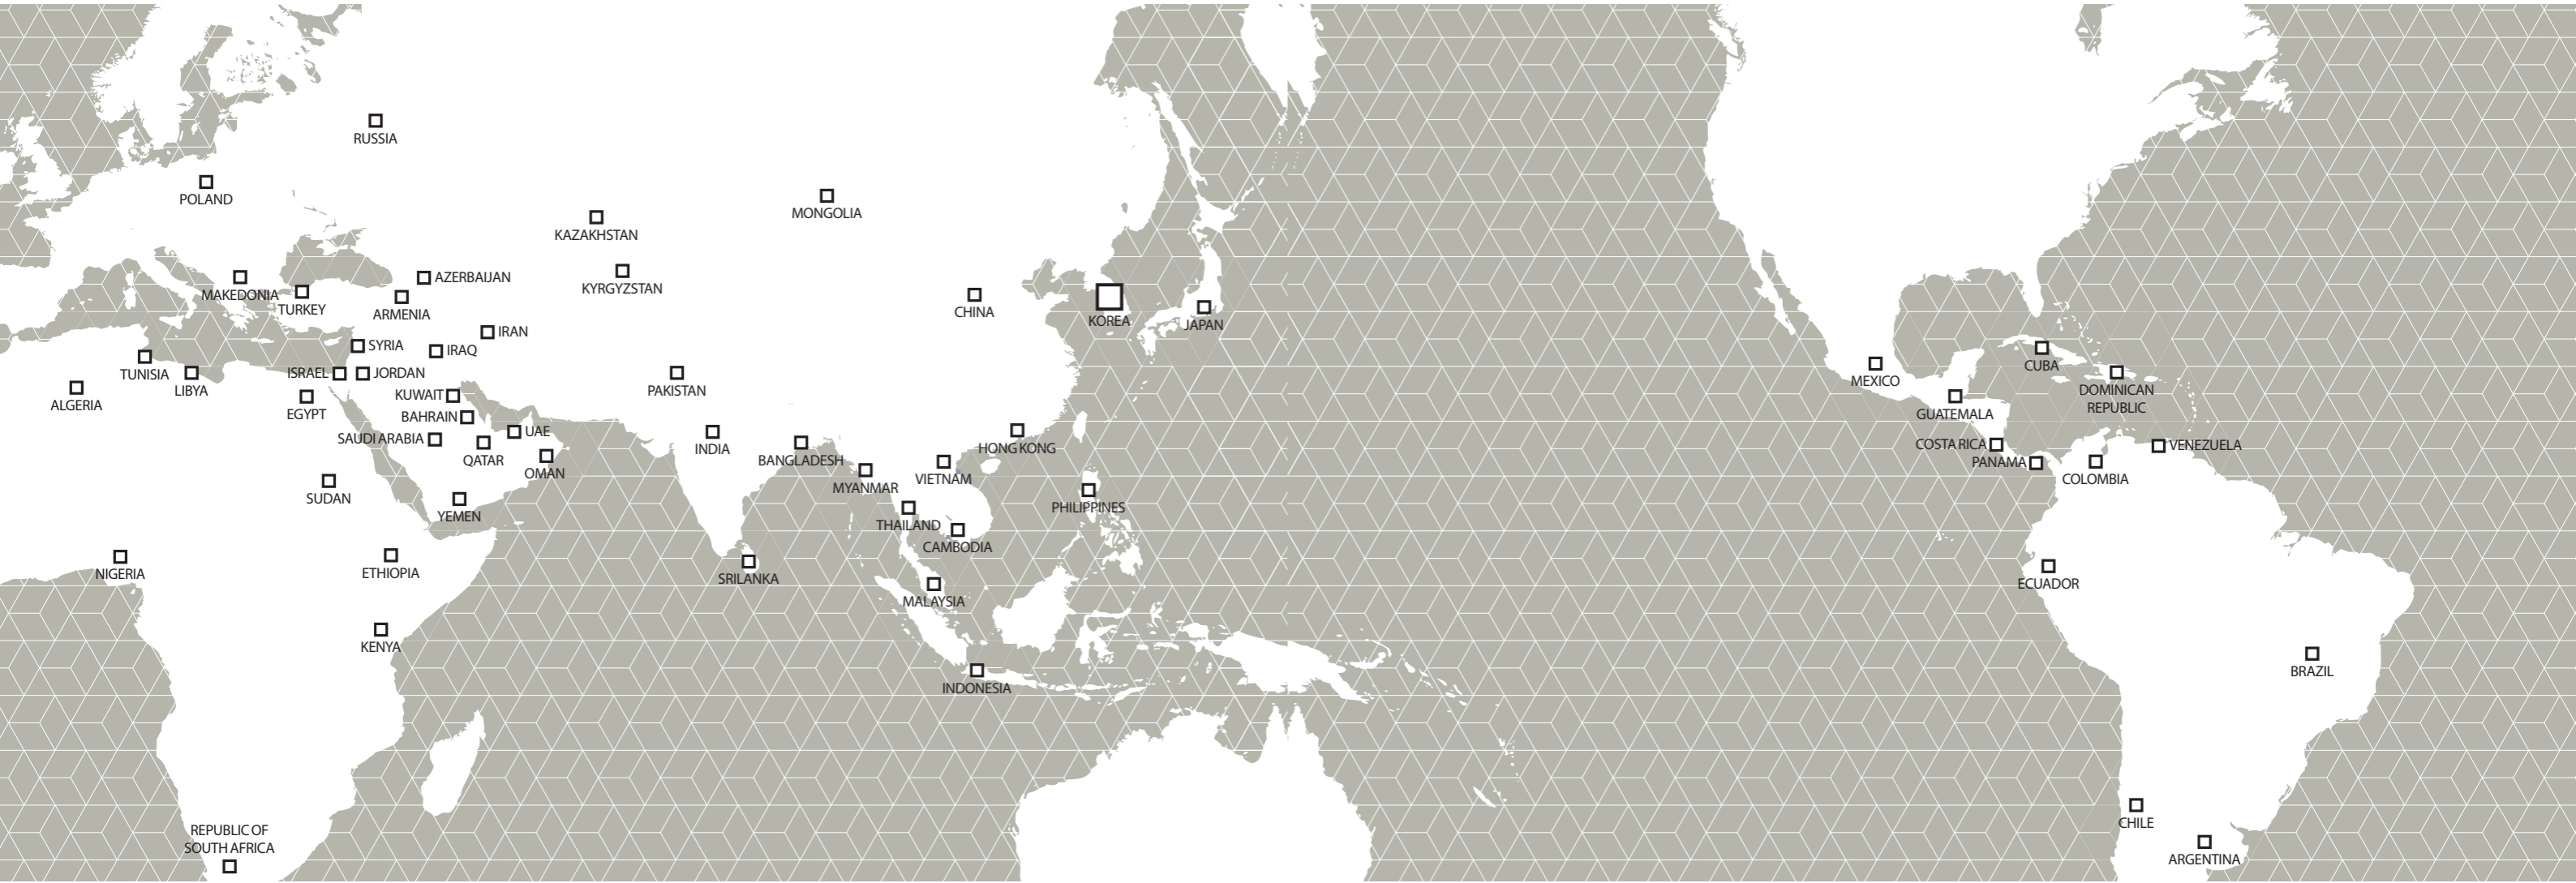 RUSSIA
POLAND
MONGOLIA
KAZAKHSTAN
AZERBAIJAN
KYRGYZSTAN
MAKEDONIA
TURKEY
ARMENIA
CHINA
KOREA
JAPAN
IRAN
SYRIA
IRAQ
TUNISIA
LIBYA
ISRAEL
JORDAN
PAKISTAN
CUBA
MEXICO
DOMINICAN
REPUBLIC
ALGERIA
EGYPT
KUWAIT
BAHRAIN
GUATEMALA
SAUDI ARABIA
UAE
QATAR
OMAN
INDIA
BANGLADESH
HONG KONG
COSTA RICA
PANAMA
VENEZUELA
COLOMBIA
MYANMAR
VIETNAM
SUDAN
YEMEN
PHILIPPINES
THAILAND
CAMBODIA
NIGERIA
ETHIOPIA
SRILANKA
MALAYSIA
ECUADOR
KENYA
INDONESIA
BRAZIL
CHILE
REPUBLIC OF
SOUTH AFRICA
ARGENTINA